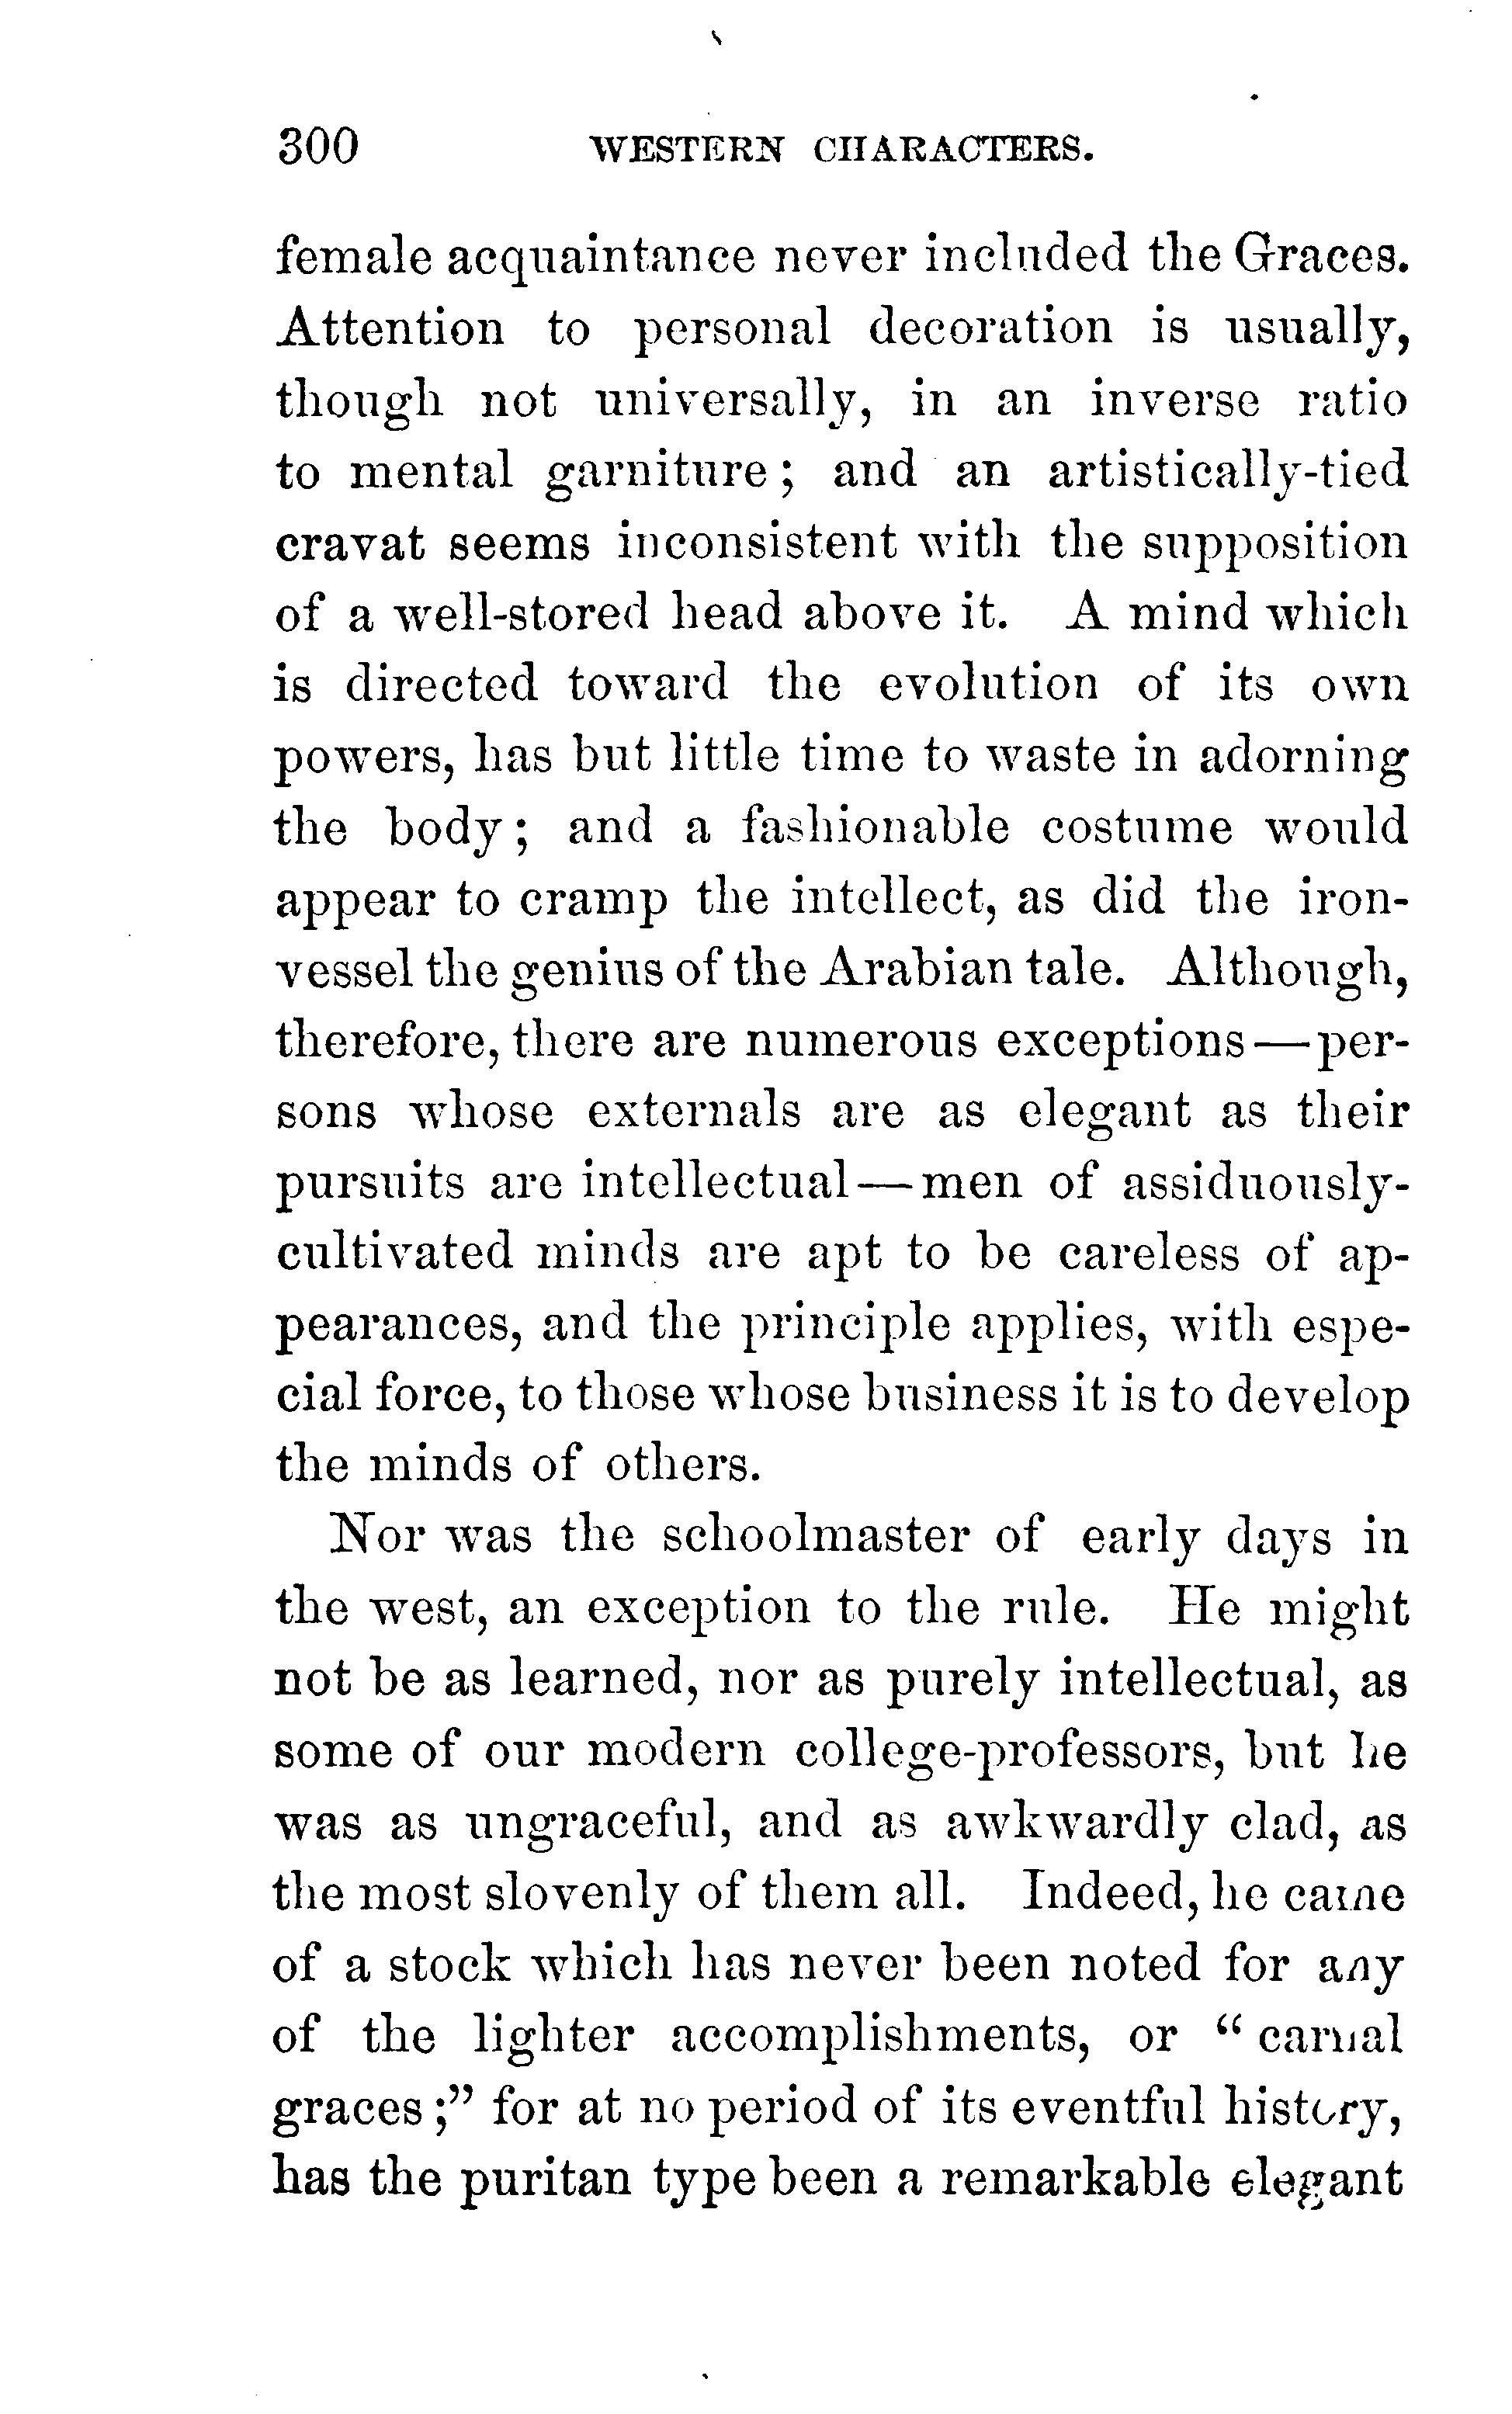 300 WESTERN CHARACTERS.
female acquaintance never included the Graces.
Attention to personal decoration is usually,
though not universally, in an inverse ratio
to mental garniture; and an artistically-tied
cravat seems inconsistent with the supposition
of a well-stored head above it. A mind which
is directed toward the evolution of its own
powers, has but little time to waste in adorning
the body; and a fashionable costume would
appear to cramp the intellect, as did the iron-
vessel the genius of the Arabian tale. Although,
therefore, there are numerous exceptions—per-
sons whose externals are as elegant as their
pursuits are intellectual—men of assiduously-
cultivated minds are apt to be careless of ap-
pearances, and the principle applies, with espe-
cial force, to those whose business it is to develop
the minds of others.
Nor was the schoolmaster of early days in
the west, an exception to the rule. He might
not be as learned, nor as purely intellectual, as
some of our modern college-professors, but he
was as ungraceful, and as awkwardly clad, as
the most slovenly of them all. Indeed, he came
of a stock which has never been noted for any
of the lighter accomplishments, or “carnal
graces;” for at no period of its eventful history,
has the puritan type been a remarkable elegant